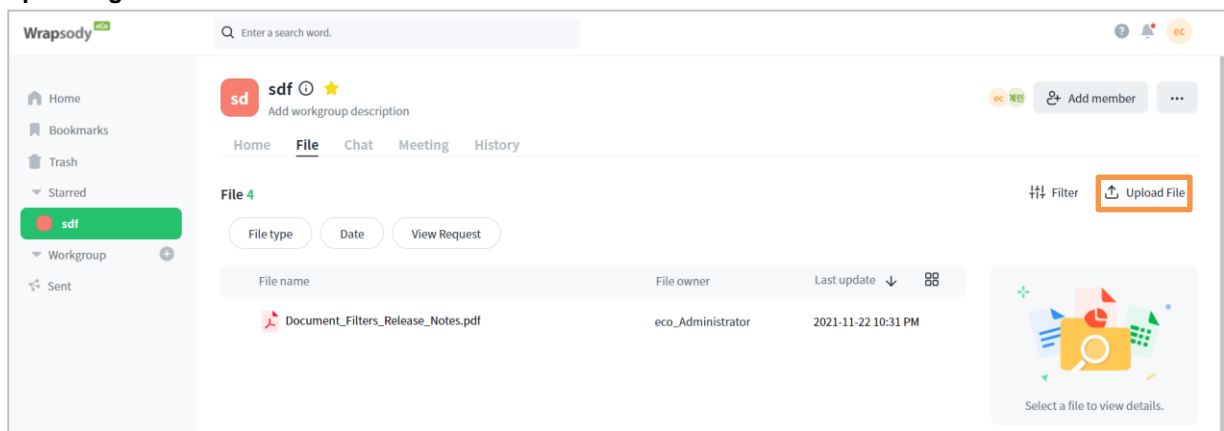 Wrapsody eCo
Enter a search word.
ec
Home
Bookmarks
Trash
Starred
sdf
Workgroup
Sent
sd
sdf
Add workgroup description
ec
Add member
Home File Chat Meeting History
File 4
Filter
Upload File
File type Date View Request
File name File owner Last update
Document_Filters_Release_Notes.pdf eco_Administrator 2021-11-22 10:31 PM
Select a file to view details.